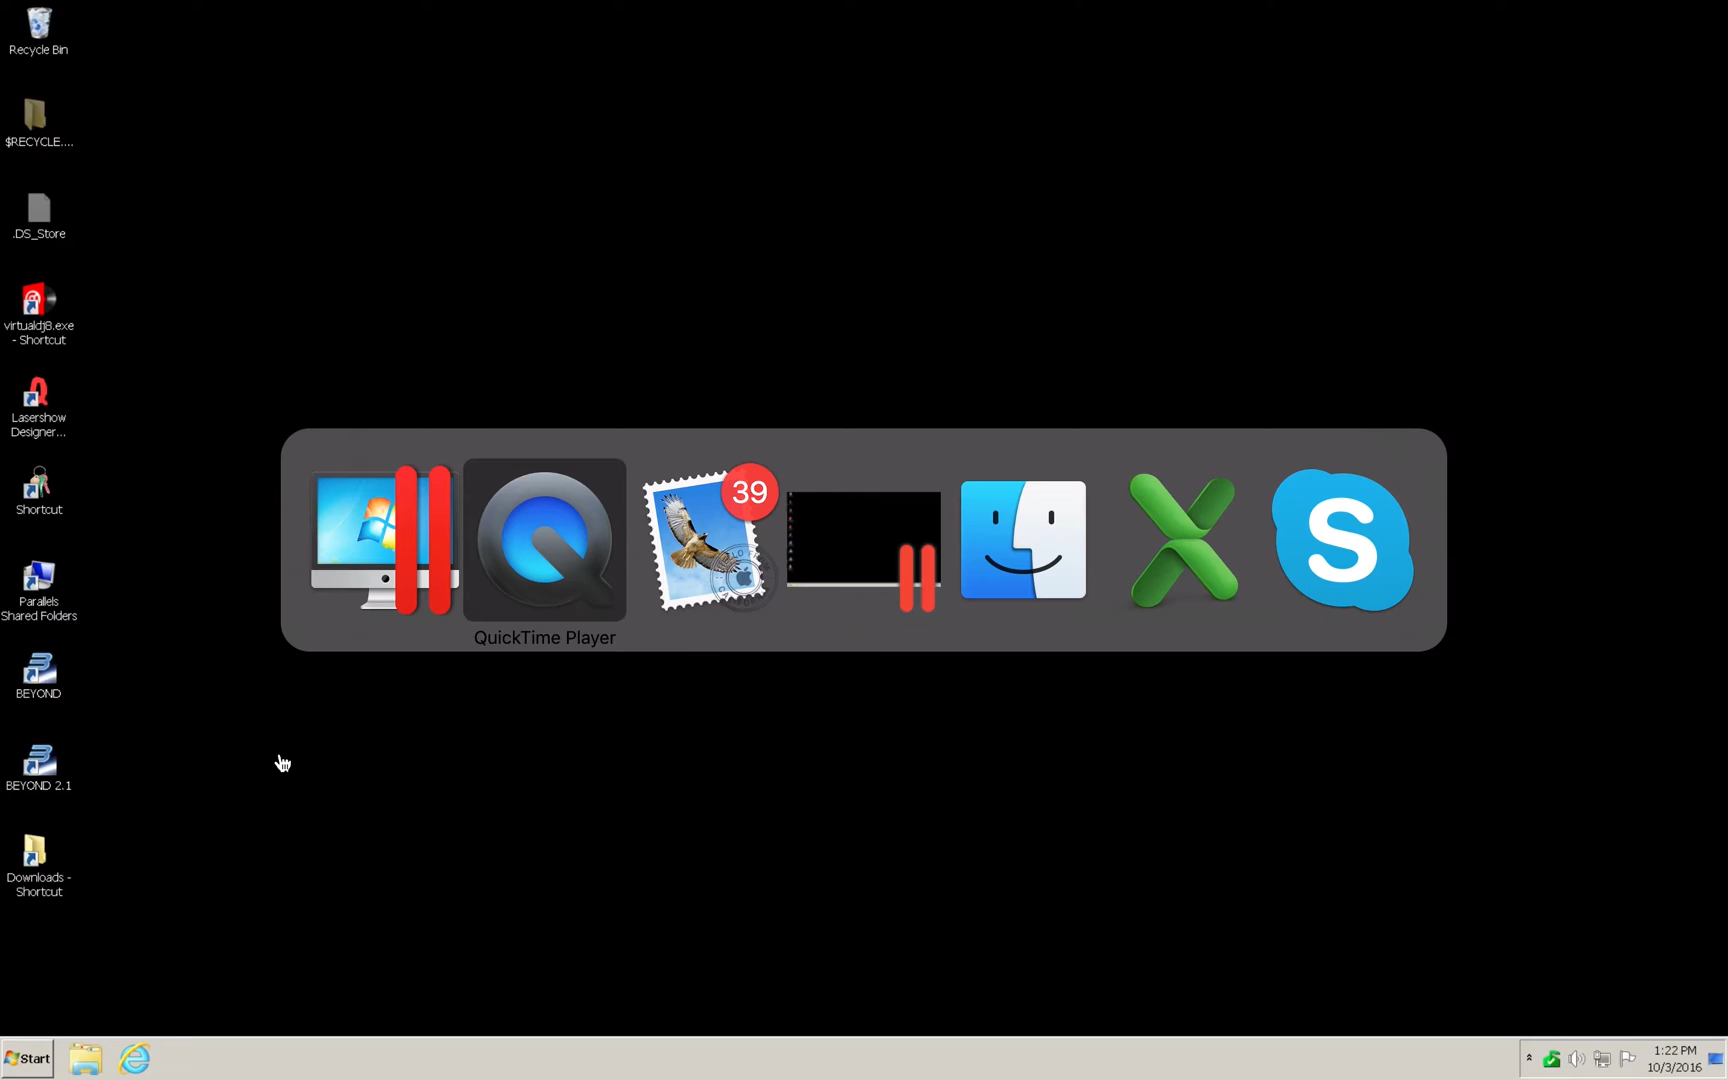 Recycle Bin
$RECYCLE....
.DS_Store
virtualdj8.exe
- Shortcut
Lasershow
Designer...
Shortcut
Parallels
Shared Folders
BEYOND
BEYOND 2.1
Downloads -
Shortcut
39
QuickTime Player
Start
1:22 PM
10/3/2016